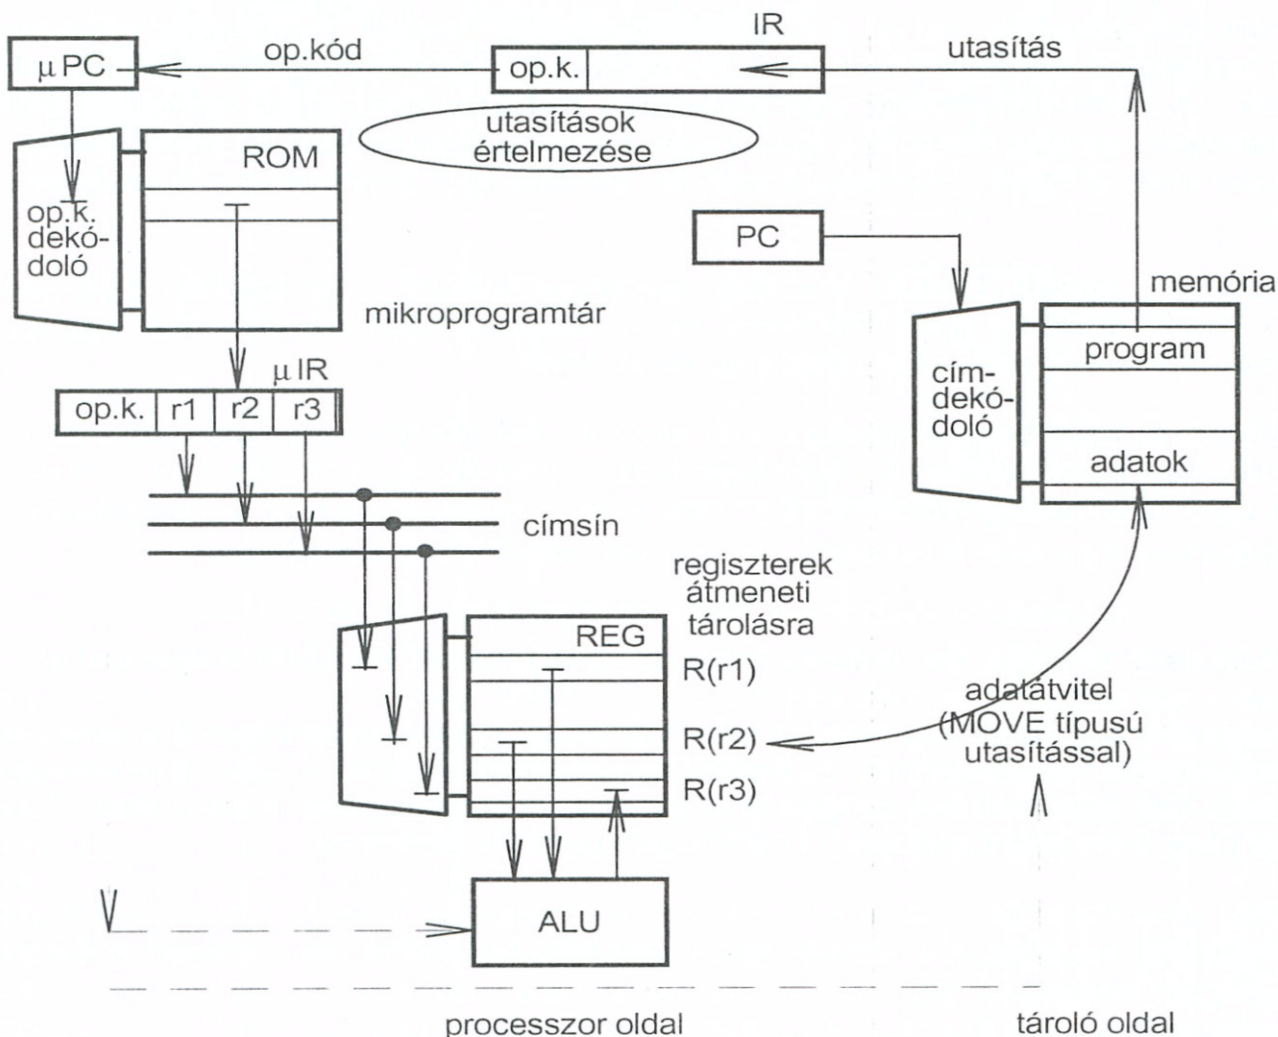 IR
μ PC
op.kód
op.k.
utasítás
utasítások
értelmezése
ROM
op.k.
dekó-
doló
PC
memória
mikroprogramtár
program
cím-
dekó-
doló
adatok
μ IR
op.k. r1 r2 r3
címsín
regiszterek
átmeneti
tárolásra
REG
R(r1)
adatátvitel
(MOVE típusú
utasítással)
R(r2)
R(r3)
ALU
processzor oldal
tároló oldal